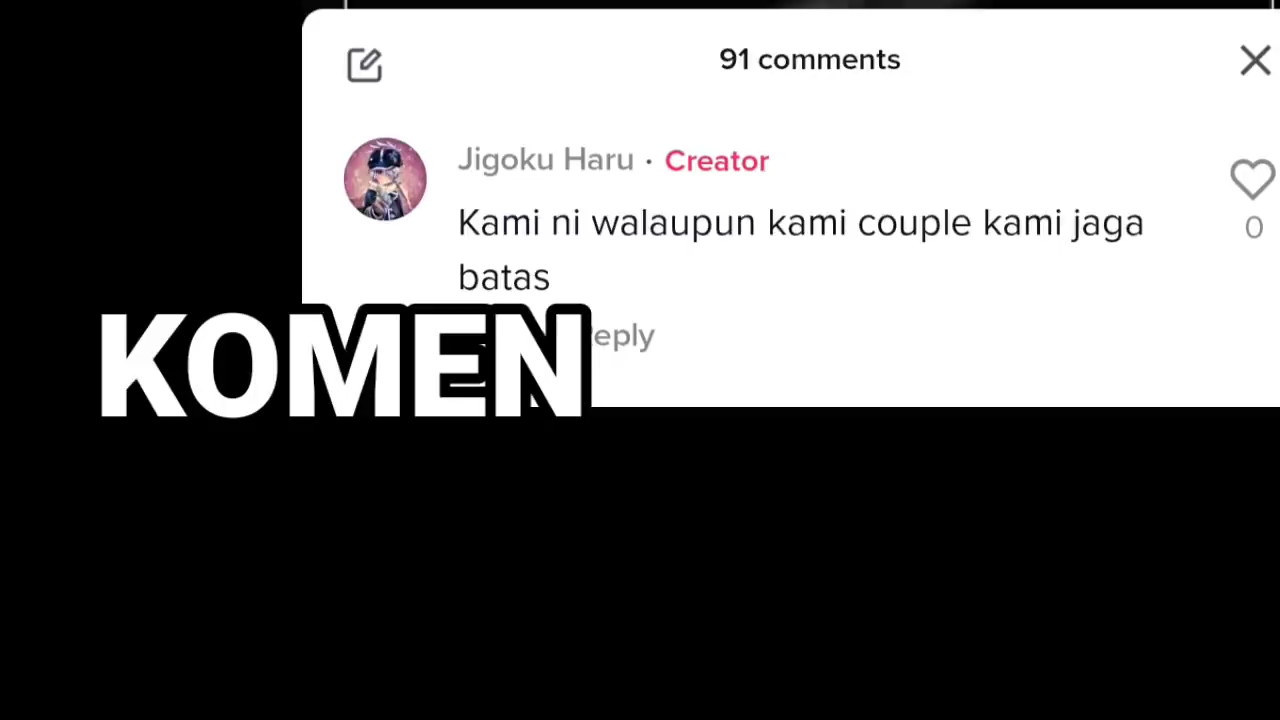 91 comments
Jigoku Haru · Creator
Kami ni walaupun kami couple kami jaga
batas
0
KOMEN